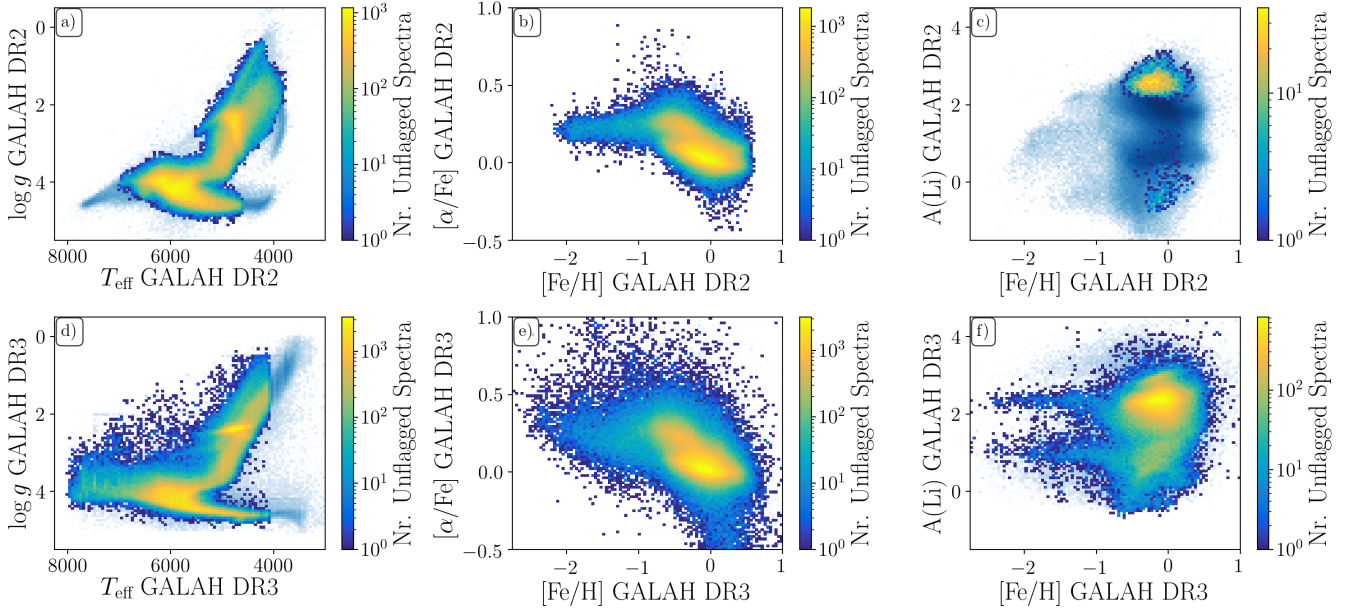 a)
0
2
4
log g GALAH DR2
8000
6000
4000
T_eff GALAH DR2
10^3
10^2
10^1
10^0
Nr. Unflagged Spectra
b)
1.0
0.5
0.0
−0.5
[α/Fe] GALAH DR2
−2
−1
0
[Fe/H] GALAH DR2
10^3
10^2
10^1
10^0
Nr. Unflagged Spectra
c)
4
2
0
A(Li) GALAH DR2
−2
−1
0
1
[Fe/H] GALAH DR2
10^1
10^0
Nr. Unflagged Spectra
d)
0
2
4
log g GALAH DR3
8000
6000
4000
T_eff GALAH DR3
10^3
10^2
10^1
10^0
Nr. Unflagged Spectra
e)
1.0
0.5
0.0
−0.5
[α/Fe] GALAH DR3
−2
−1
0
[Fe/H] GALAH DR3
10^3
10^2
10^1
10^0
Nr. Unflagged Spectra
f)
4
2
0
A(Li) GALAH DR3
−2
−1
0
1
[Fe/H] GALAH DR3
10^2
10^1
10^0
Nr. Unflagged Spectra